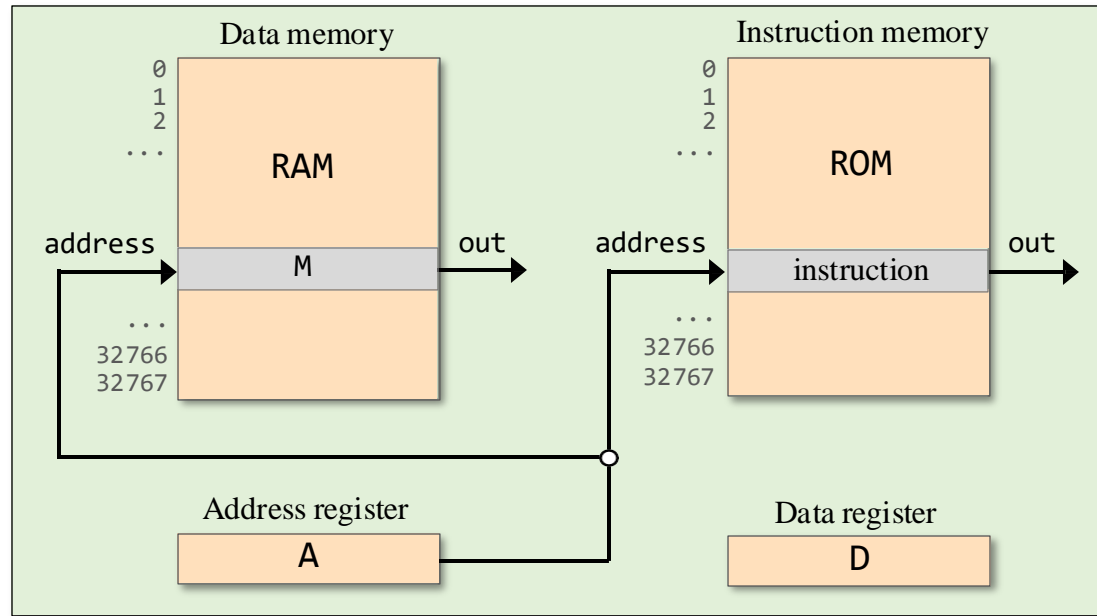 Data memory
0
1
2
...
RAM
address
M
out
...
32766
32767
Instruction memory
0
1
2
...
ROM
address
instruction
out
...
32766
32767
Address register
A
Data register
D